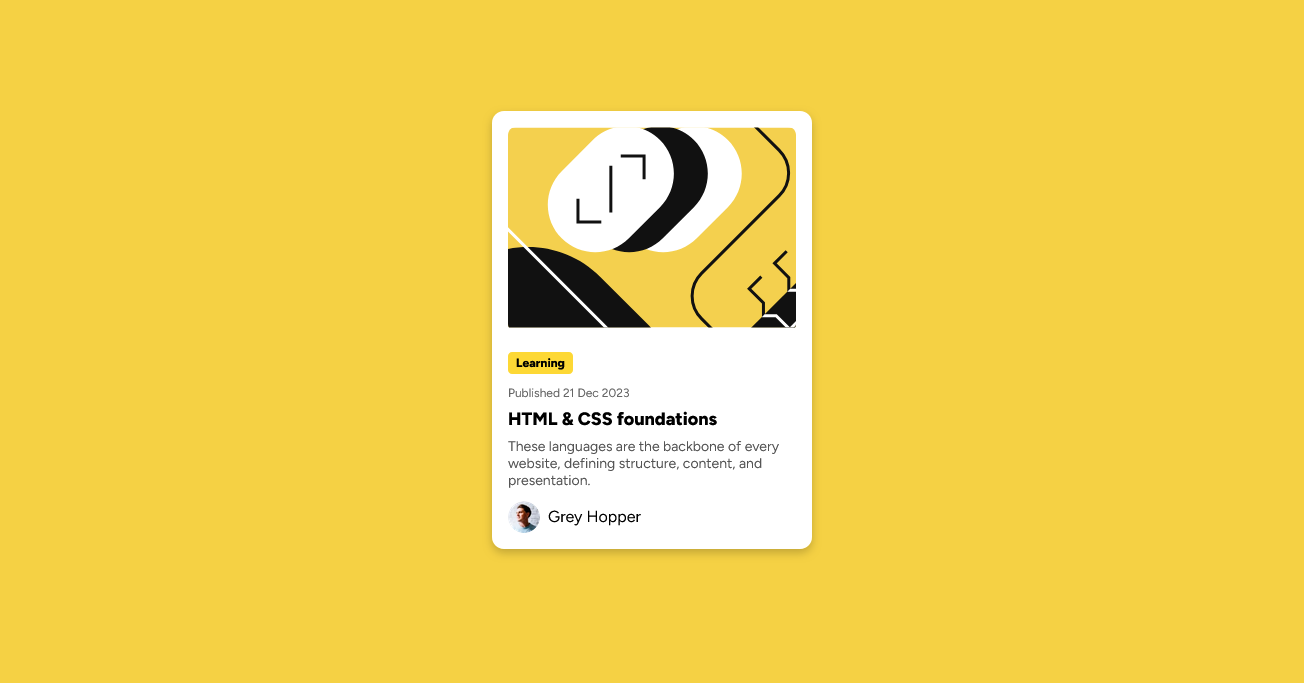 Learning
Published 21 Dec 2023
HTML & CSS foundations
These languages are the backbone of every
website, defining structure, content, and
presentation.
Grey Hopper